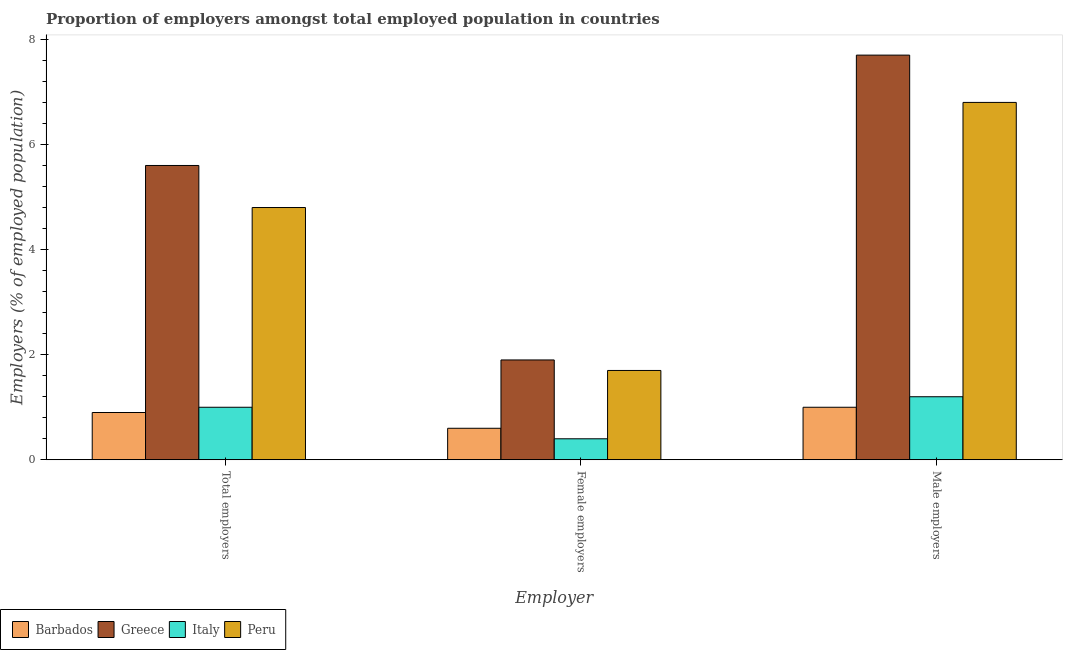 Proportion of employers amongst total employed population in countries
Employers (% of employed population)
8
6
4
2
0
Total employers
Female employers
Male employers
Employer
Barbados
Greece
Italy
Peru